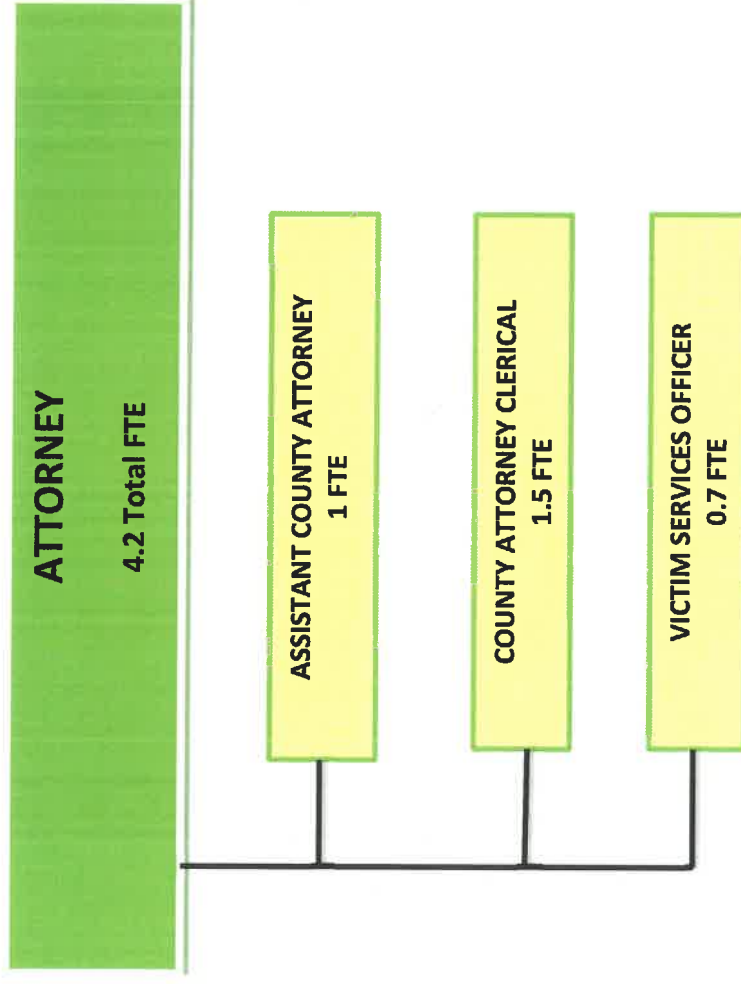 ATTORNEY
4.2 Total FTE
ASSISTANT COUNTY ATTORNEY
1 FTE
COUNTY ATTORNEY CLERICAL
1.5 FTE
VICTIM SERVICES OFFICER
0.7 FTE